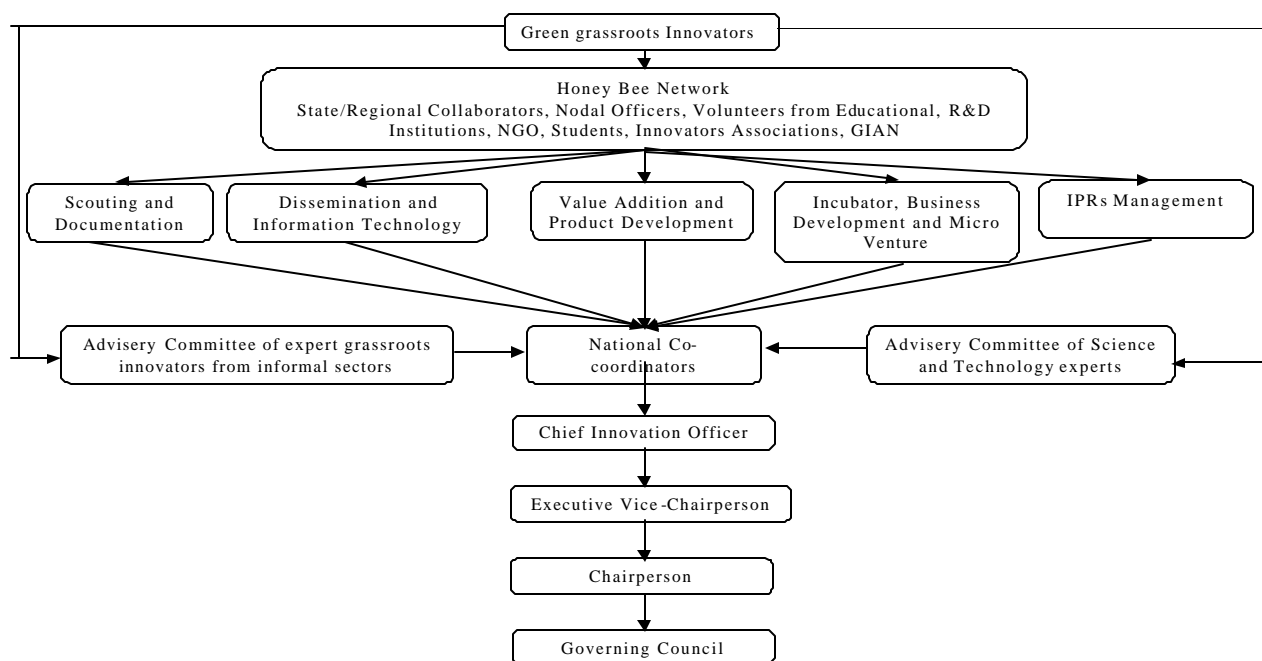 Green grassroots Innovators
Honey Bee Network
State/Regional Collaborators, Nodal Officers, Volunteers from Educational, R&D
Institutions, NGO, Students, Innovators Associations, GIAN
Scouting and
Documentation
Dissemination and
Information Technology
Value Addition and
Product Development
Incubator, Business
Development and Micro
Venture
IPRs Management
Advisery Committee of expert grassroots
innovators from informal sectors
National Co-
coordinators
Advisery Committee of Science
and Technology experts
Chief Innovation Officer
Executive Vice-Chairperson
Chairperson
Governing Council